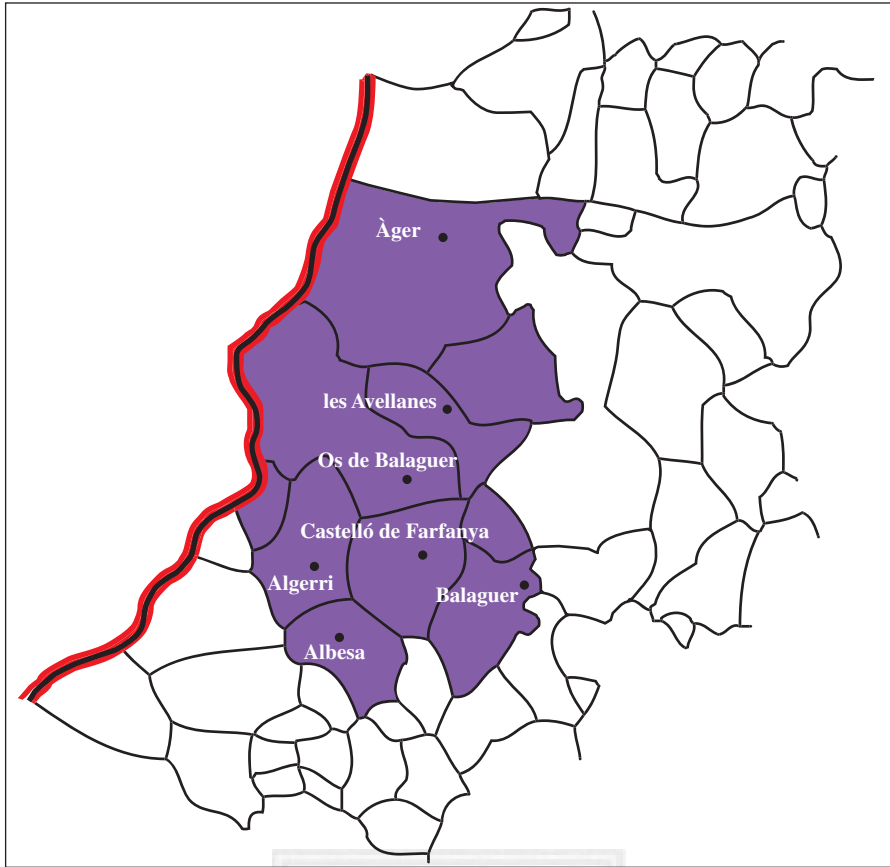 Àger
les Avellanes
Os de Balaguer
Castelló de Farfanya
Algerri
Balaguer
Albesa